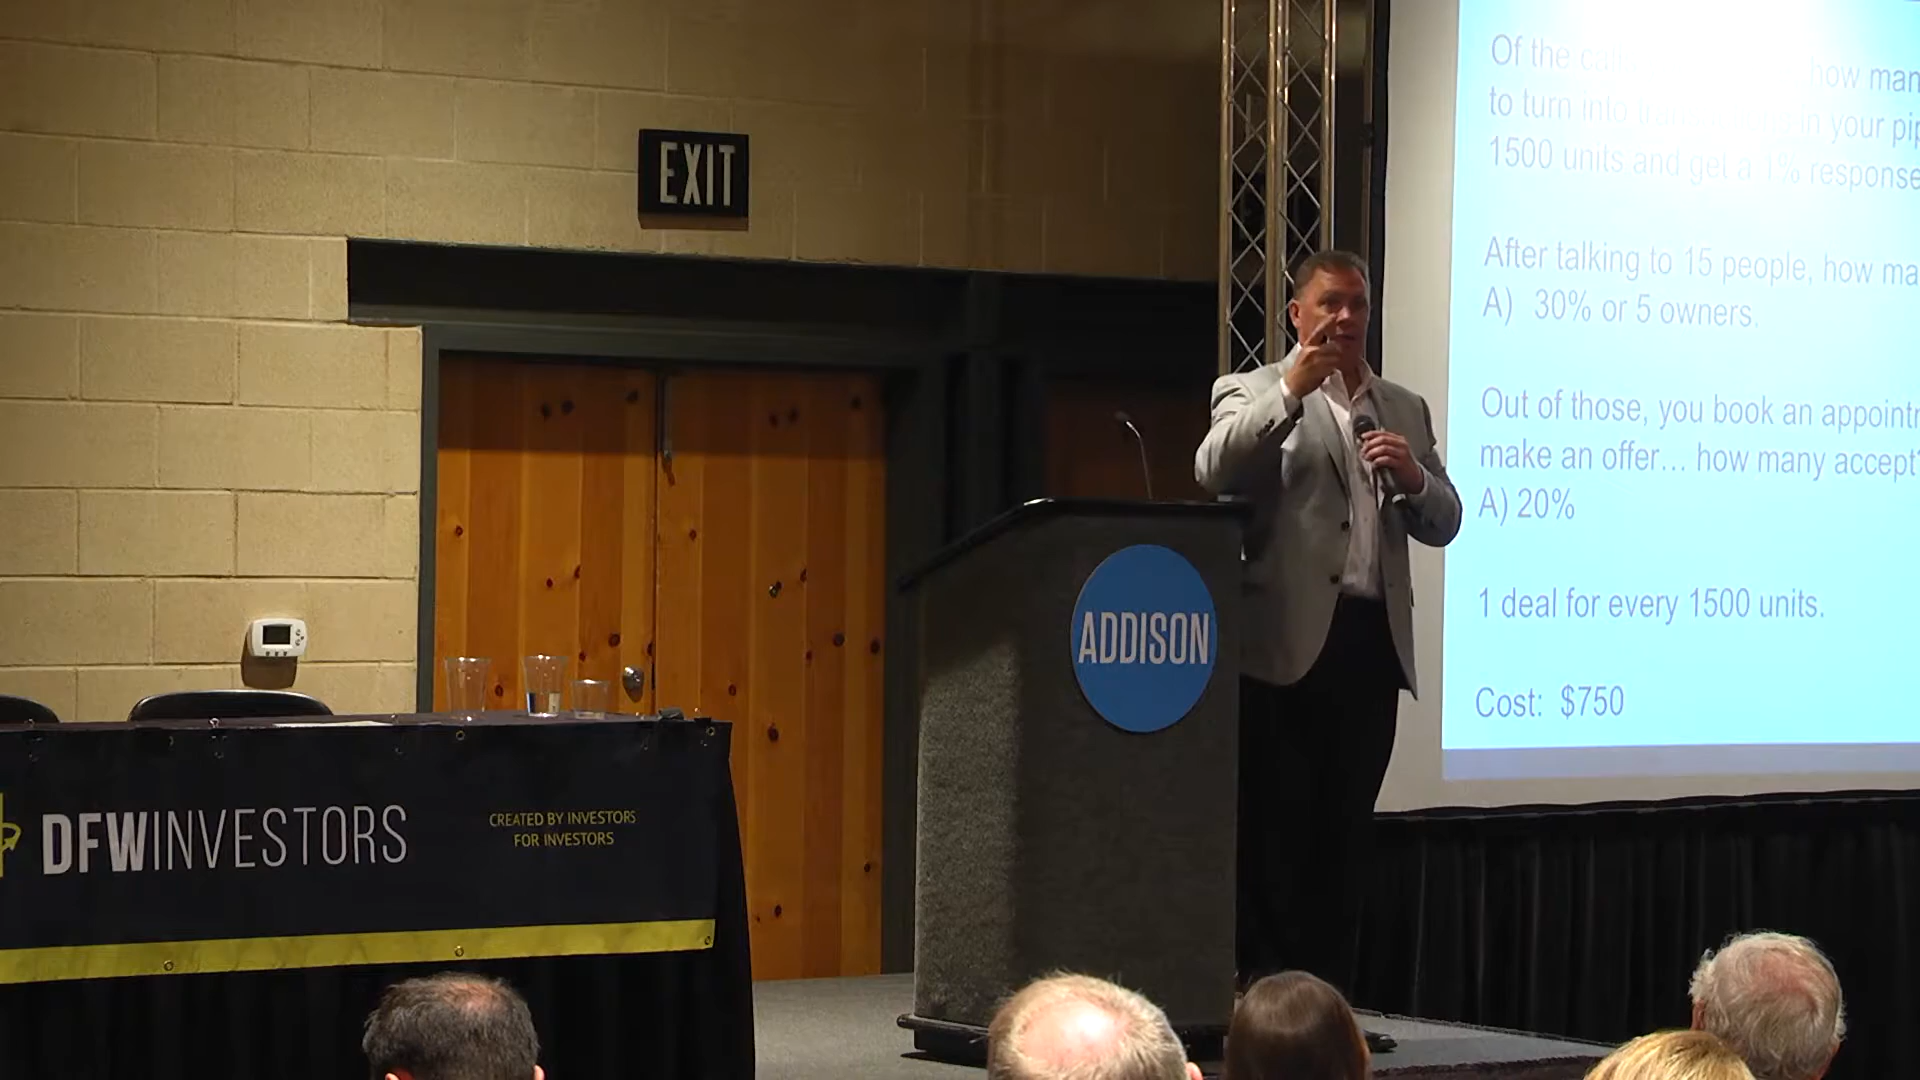 EXIT
Of the how man
to turn into in your pip
1500 units and get a 1% response
After talking to 15 people, how ma
A) 30% or 5 owners.
Out of those, you book an appoint
make an offer... how many accept?
A) 20%
1 deal for every 1500 units.
Cost: $750
ADDISON
DFWINVESTORS
CREATED BY INVESTORS
FOR INVESTORS